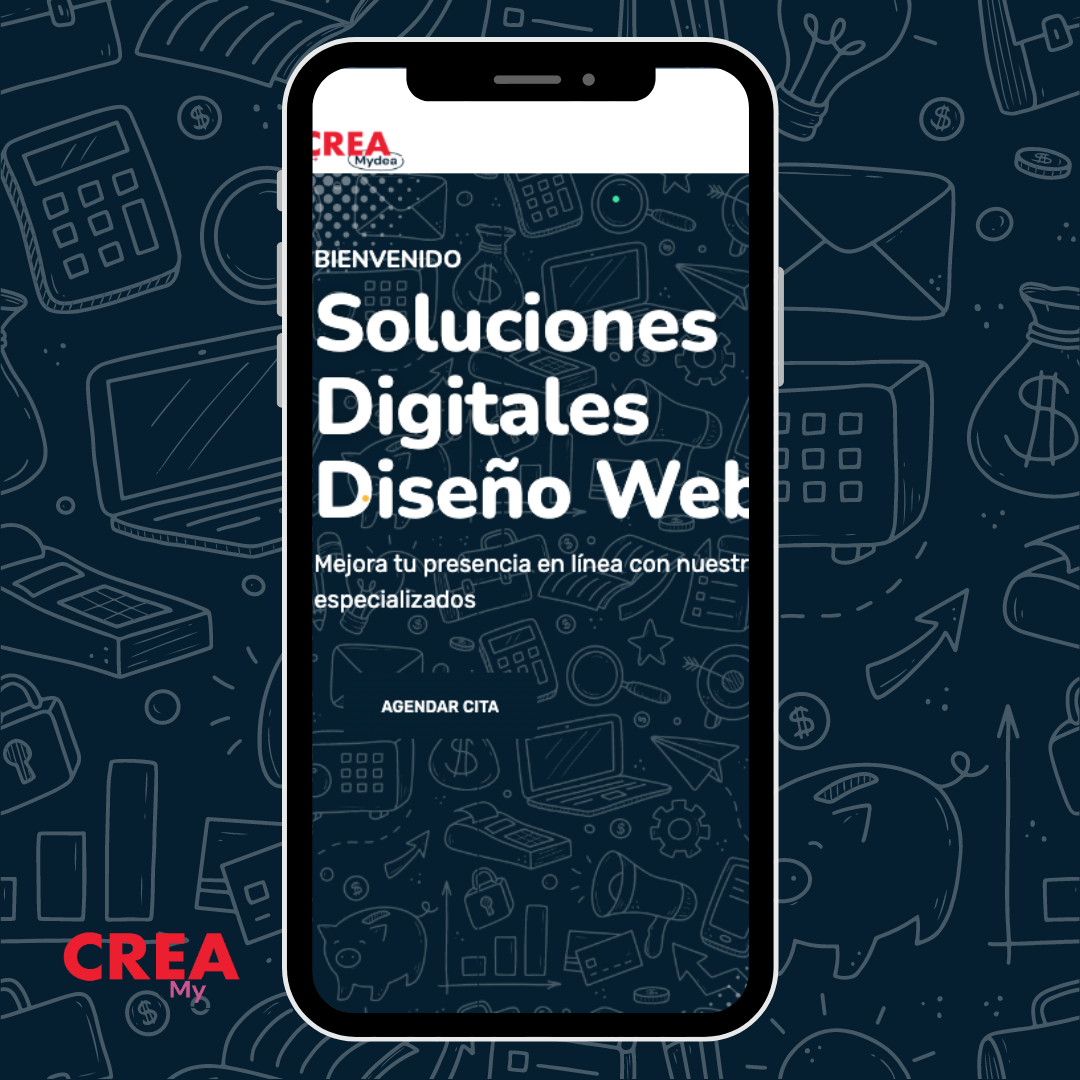 CREA
Mydea
BIENVENIDO
Soluciones
Digitales
Diseño Web
Mejora tu presencia en línea con nuestr
especializados
AGENDAR CITA
CREA
My